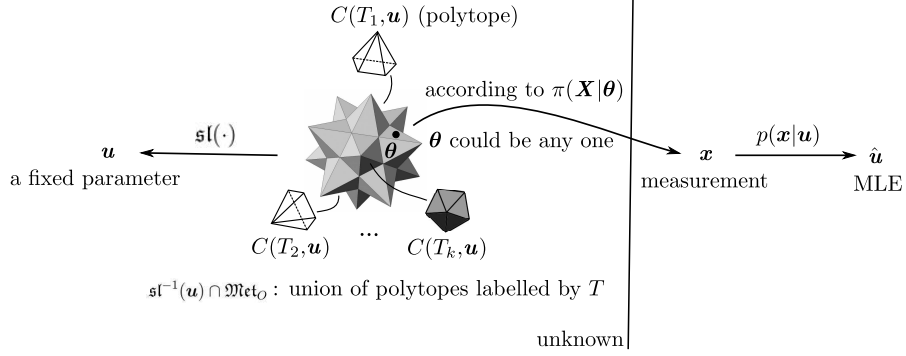 C(T₁,u) (polytope)
according to π(X|θ)
𝔰𝔩(·)
θ
θ could be any one
p(x|u)
u
x
û
a fixed parameter
measurement
MLE
C(T₂,u)
...
C(Tₖ,u)
𝔰𝔩⁻¹(u) ∩ 𝔐𝔢𝔱_O : union of polytopes labelled by T
unknown